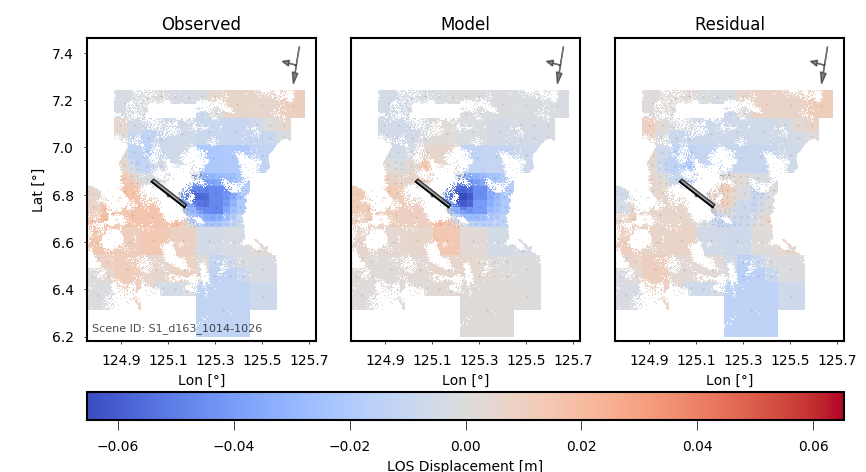 Observed
Model
Residual
7.4
7.2
7.0
6.8
6.6
6.4
6.2
Lat [°]
Scene ID: S1_d163_1014-1026
124.9 125.1 125.3 125.5 125.7
124.9 125.1 125.3 125.5 125.7
124.9 125.1 125.3 125.5 125.7
Lon [°]
Lon [°]
Lon [°]
−0.06 −0.04 −0.02 0.00 0.02 0.04 0.06
LOS Displacement [m]